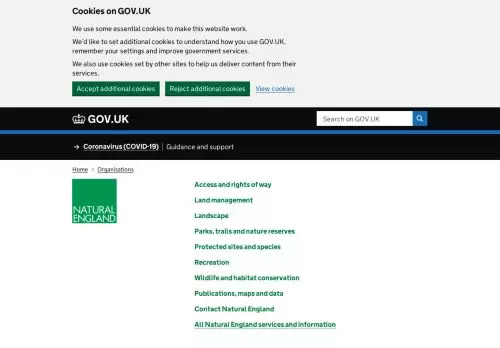 Cookies on GOV.UK
We use some essential cookies to make this website work.
We'd like to set additional cookies to understand how you use GOV.UK,
remember your settings and improve government services.
We also use cookies set by other sites to help us deliver content from their
services.
Accept additional cookies Reject additional cookies View cookies
GOV.UK Search on GOV.UK
→ Coronavirus (COVID-19) Guidance and support
Home > Organisations
NATURAL
ENGLAND
Access and rights of way
Land management
Landscape
Parks, trails and nature reserves
Protected sites and species
Recreation
Wildlife and habitat conservation
Publications, maps and data
Contact Natural England
All Natural England services and information